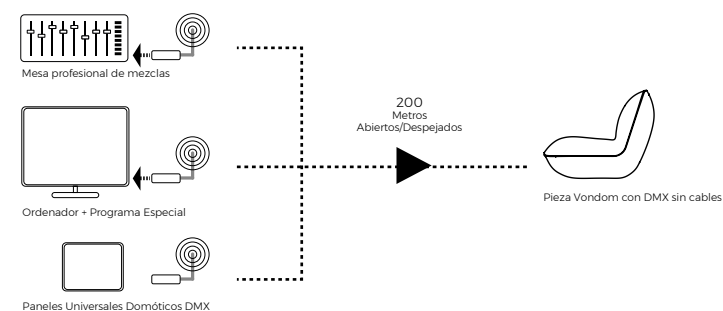 Mesa profesional de mezclas
200
Metros
Abiertos/Despejados
Pieza Vondom con DMX sin cables
Ordenador + Programa Especial
Paneles Universales Domóticos DMX